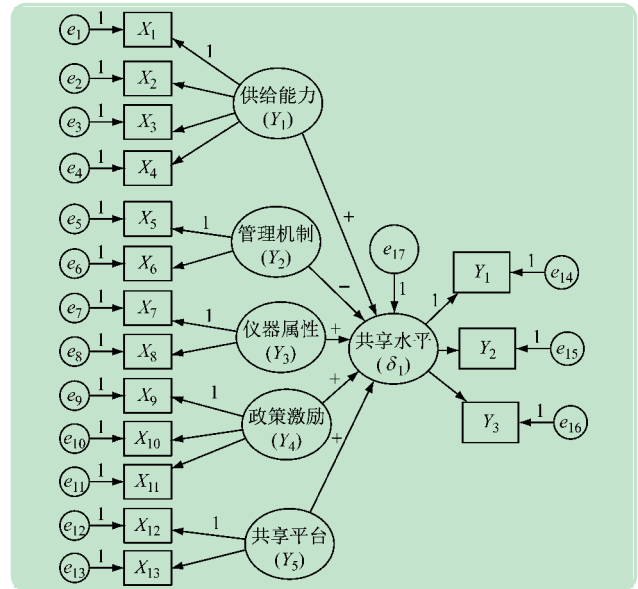 e1 1 X1
1
e2 1 X2
供给能力
(Y1)
e3 1 X3
e4 1 X4
e5 1 X5
1
管理机制
(Y2)
e6 1 X6
+
−
e17
1
e7 1 X7
1
仪器属性
(Y3)
+
e8 1 X8
共享水平
(δ1)
1
Y1 1 e14
Y2 1 e15
Y3 1 e16
e9 1 X9
1
政策激励
(Y4)
+
e10 1 X10
e11 1 X11
+
e12 1 X12
1
共享平台
(Y5)
e13 1 X13